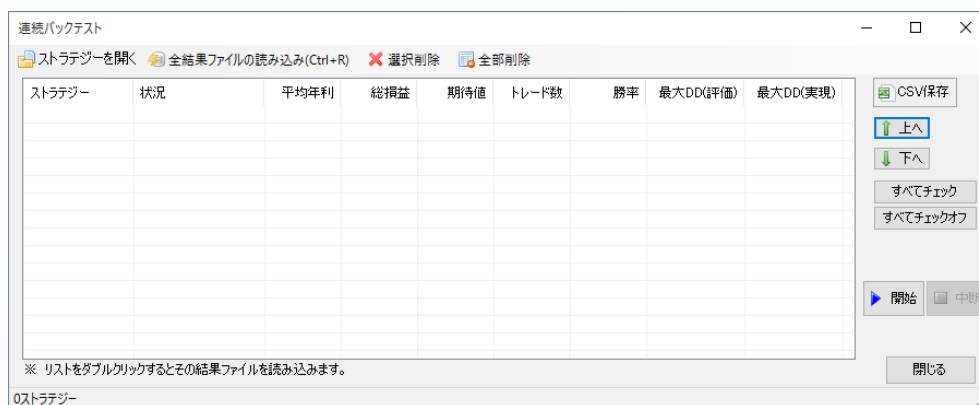 連続バックテスト
ストラテジーを開く 全結果ファイルの読み込み(Ctrl+R) 選択削除 全部削除
ストラテジー 状況 平均年利 総損益 期待値 トレード数 勝率 最大DD(評価) 最大DD(実現)
CSV保存
上へ
下へ
すべてチェック
すべてチェックオフ
開始 中断
※ リストをダブルクリックするとその結果ファイルを読み込みます。
閉じる
0ストラテジー